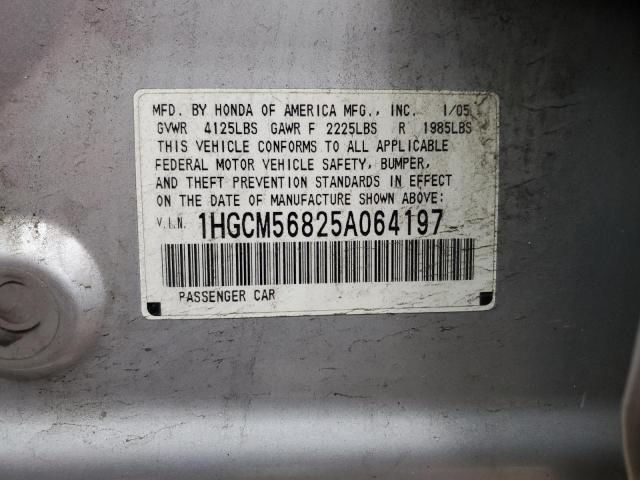 MFD. BY HONDA OF AMERICA MFG., INC. 1/05
GVWR 4125LBS GAWR F 2225LBS R 1985LBS
THIS VEHICLE CONFORMS TO ALL APPLICABLE
FEDERAL MOTOR VEHICLE SAFETY, BUMPER,
AND THEFT PREVENTION STANDARDS IN EFFECT
ON THE DATE OF MANUFACTURE SHOWN ABOVE:
V.I.N. 1HGCM56825A064197
PASSENGER CAR